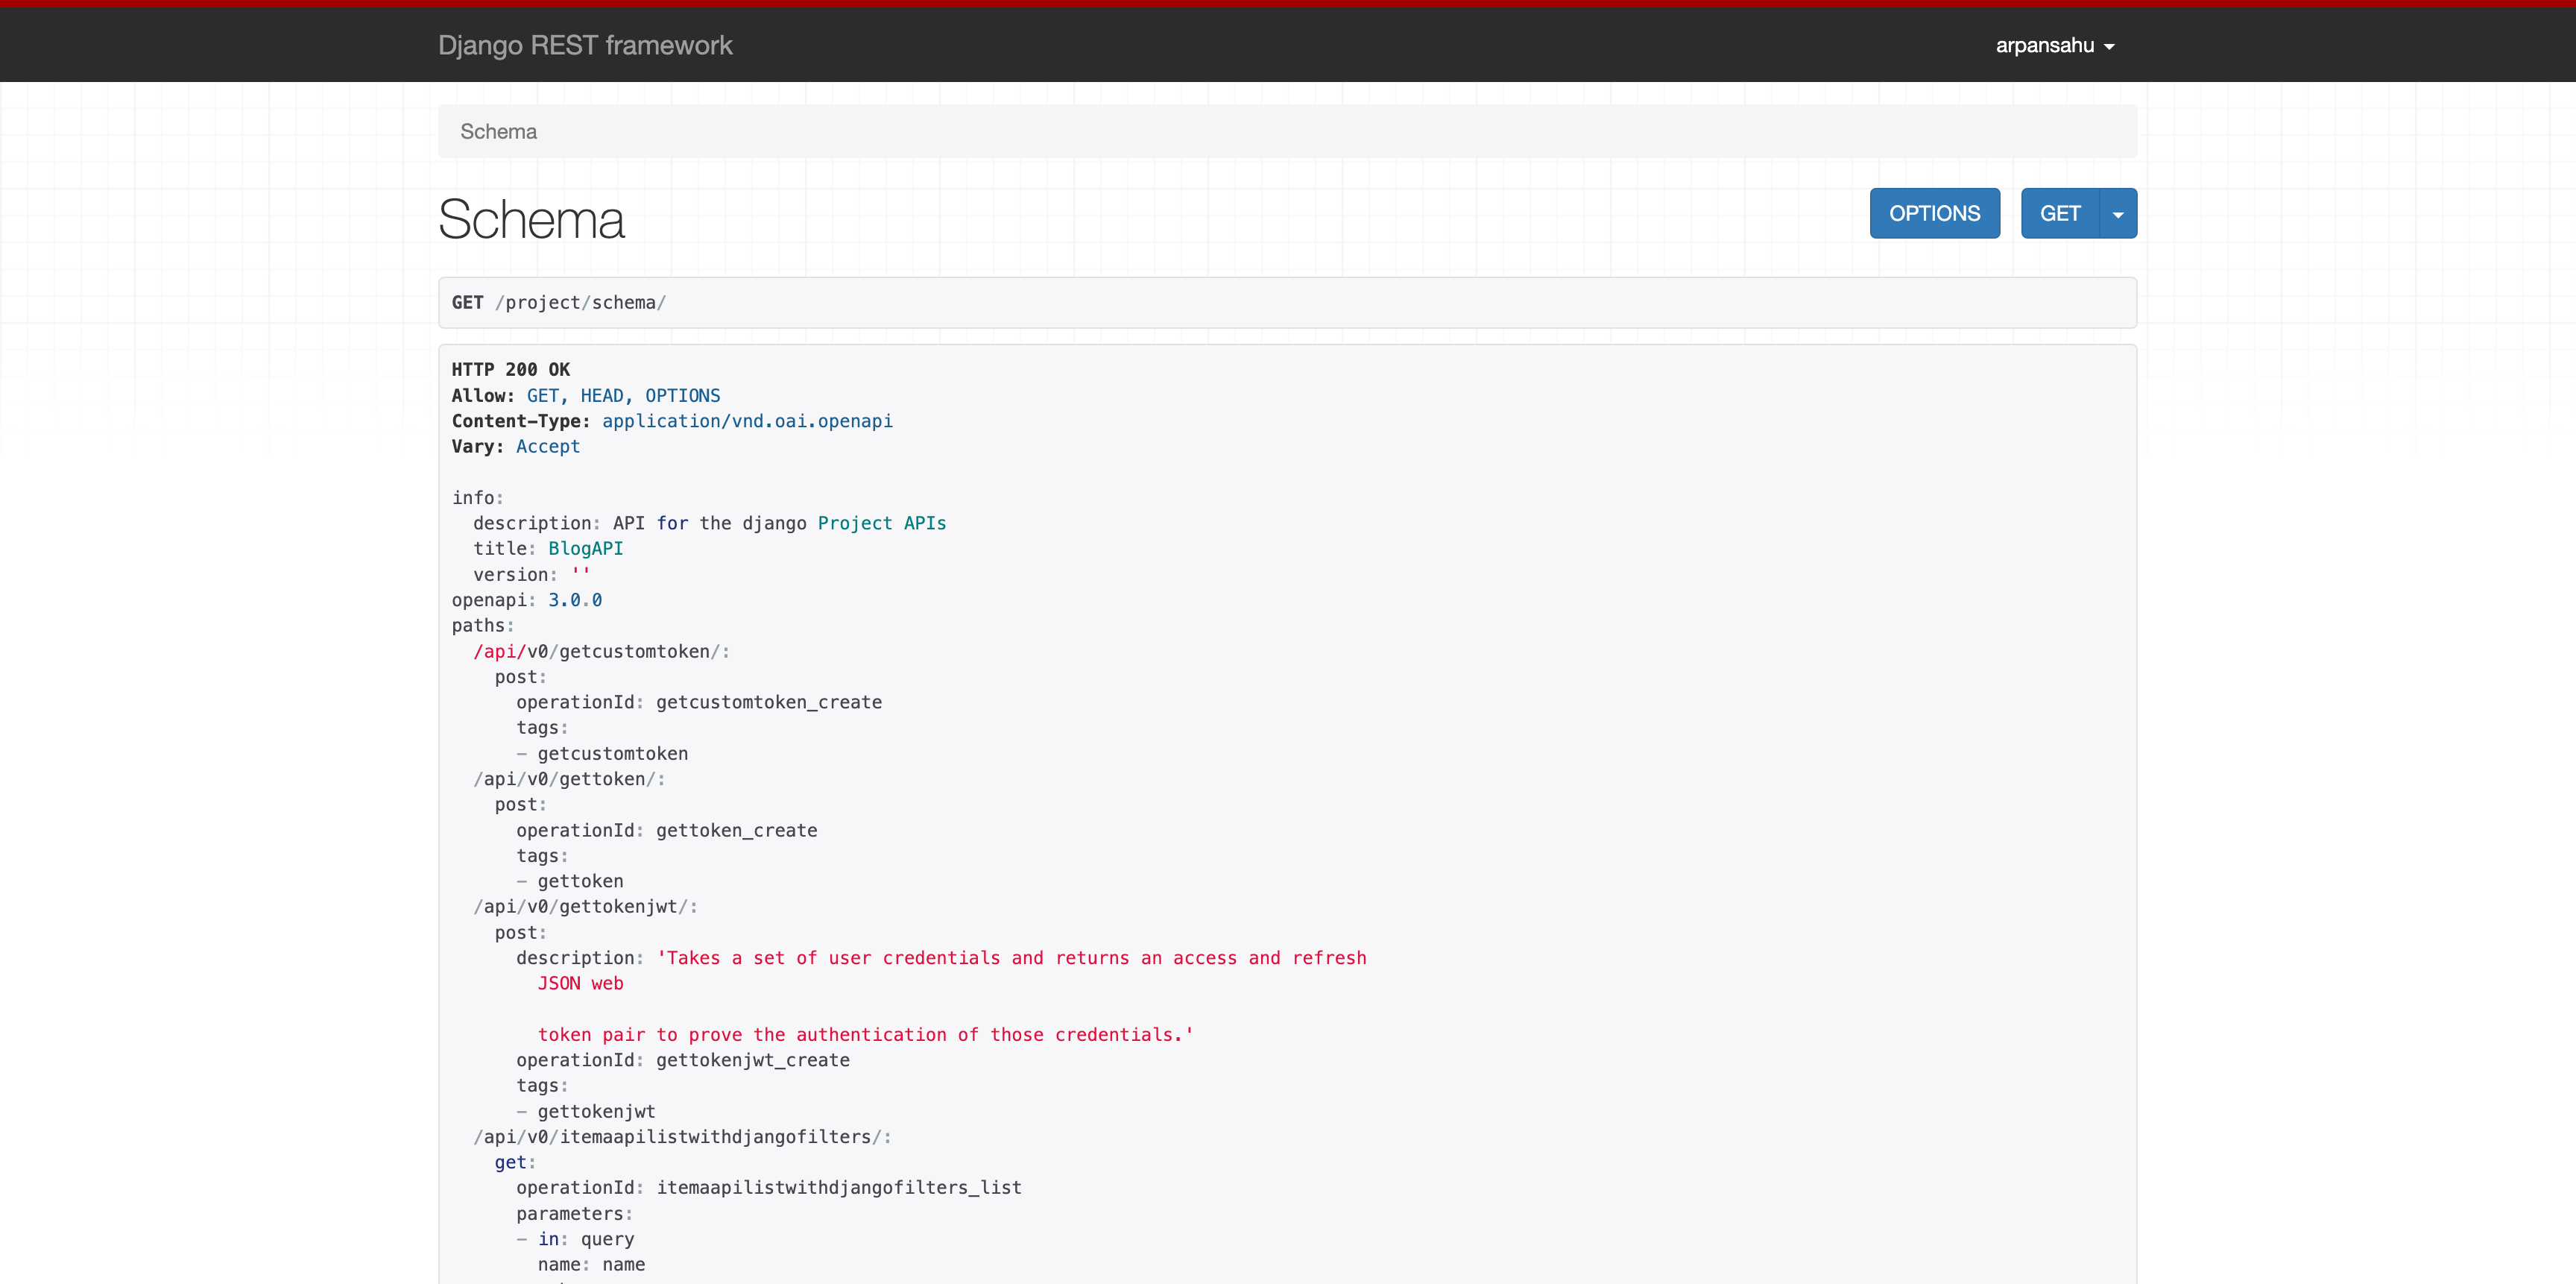 Django REST framework
arpansahu
Schema
Schema
OPTIONS
GET
GET /project/schema/
HTTP 200 OK
Allow: GET, HEAD, OPTIONS
Content-Type: application/vnd.oai.openapi
Vary: Accept
info:
description: API for the django Project APIs
title: BlogAPI
version: ''
openapi: 3.0.0
paths:
/api/v0/getcustomtoken/:
post:
operationId: getcustomtoken_create
tags:
- getcustomtoken
/api/v0/gettoken/:
post:
operationId: gettoken_create
tags:
- gettoken
/api/v0/gettokenjwt/:
post:
description: 'Takes a set of user credentials and returns an access and refresh
JSON web
token pair to prove the authentication of those credentials.'
operationId: gettokenjwt_create
tags:
- gettokenjwt
/api/v0/itemaapilistwithdjangofilters/:
get:
operationId: itemaapilistwithdjangofilters_list
parameters:
- in: query
name: name